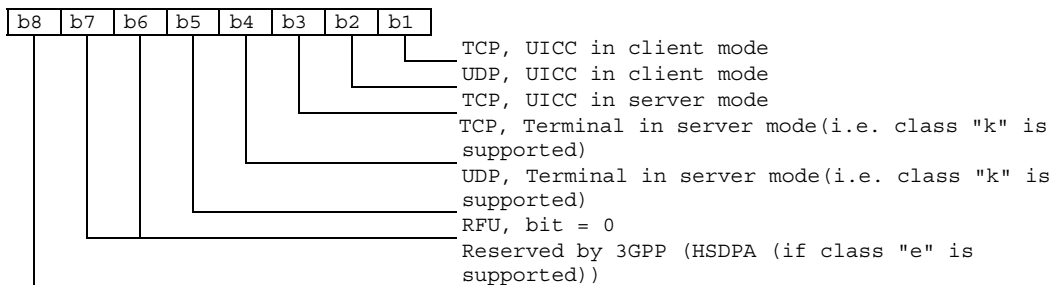 b8 b7 b6 b5 b4 b3 b2 b1
TCP, UICC in client mode
UDP, UICC in client mode
TCP, UICC in server mode
TCP, Terminal in server mode(i.e. class "k" is
supported)
UDP, Terminal in server mode(i.e. class "k" is
supported)
RFU, bit = 0
Reserved by 3GPP (HSDPA (if class "e" is
supported))